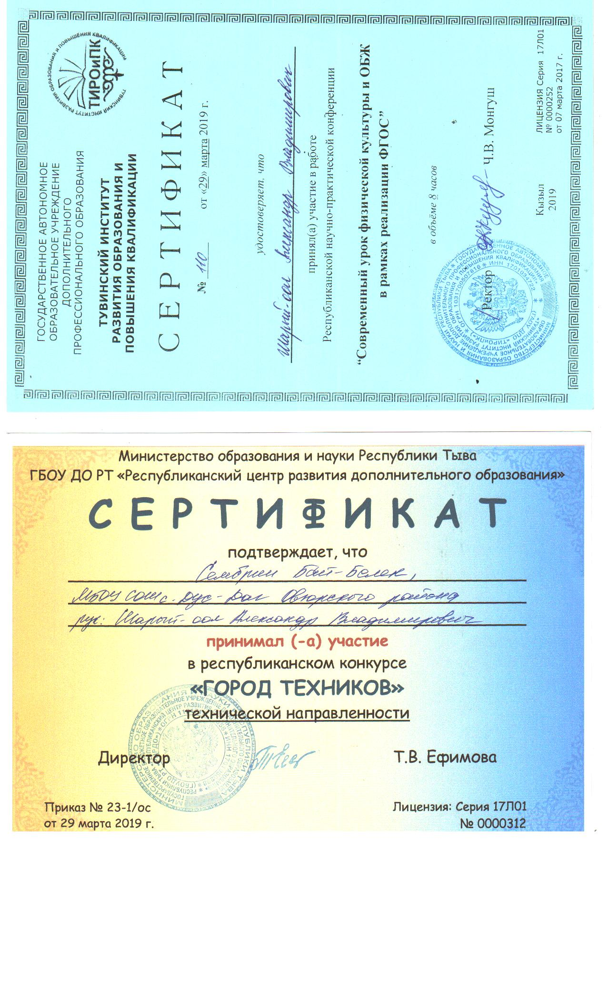 ГОСУДАРСТВЕННОЕ АВТОНОМНОЕ
ОБРАЗОВАТЕЛЬНОЕ УЧРЕЖДЕНИЕ
ДОПОЛНИТЕЛЬНОГО
ПРОФЕССИОНАЛЬНОГО ОБРАЗОВАНИЯ
ТУВИНСКИЙ ИНСТИТУТ
РАЗВИТИЯ ОБРАЗОВАНИЯ И
ПОВЫШЕНИЯ КВАЛИФИКАЦИИ
ТУВИНСКИЙ ИНСТИТУТ РАЗВИТИЯ ОБРАЗОВАНИЯ И ПОВЫШЕНИЯ КВАЛИФИКАЦИИ
ТИРОиПК
СЕРТИФИКАТ
№ 110 от «29» марта 2019 г.
удостоверяет, что
Шарый-оол Александр Владимирович
принял(а) участие в работе
Республиканской научно-практической конференции
“Современный урок физической культуры и ОБЖ
в рамках реализации ФГОС”
в объёме 8 часов
Ректор Ч.В. Монгуш
Кызыл
2019
ЛИЦЕНЗИЯ Серия 17Л01
№ 0000252
от 07 марта 2017 г.
Министерство образования и науки Республики Тыва
ГБОУ ДО РТ «Республиканский центр развития дополнительного образования»
СЕРТИФИКАТ
подтверждает, что
Бай-Белек,
МБОУ СОШ с. Дус-Даг Овюрского района
рук: Шарый-оол Александр Владимирович
принимал (-а) участие
в республиканском конкурсе
«ГОРОД ТЕХНИКОВ»
технической направленности
Директор Т.В. Ефимова
Приказ № 23-1/ос
от 29 марта 2019 г.
Лицензия: Серия 17Л01
№ 0000312